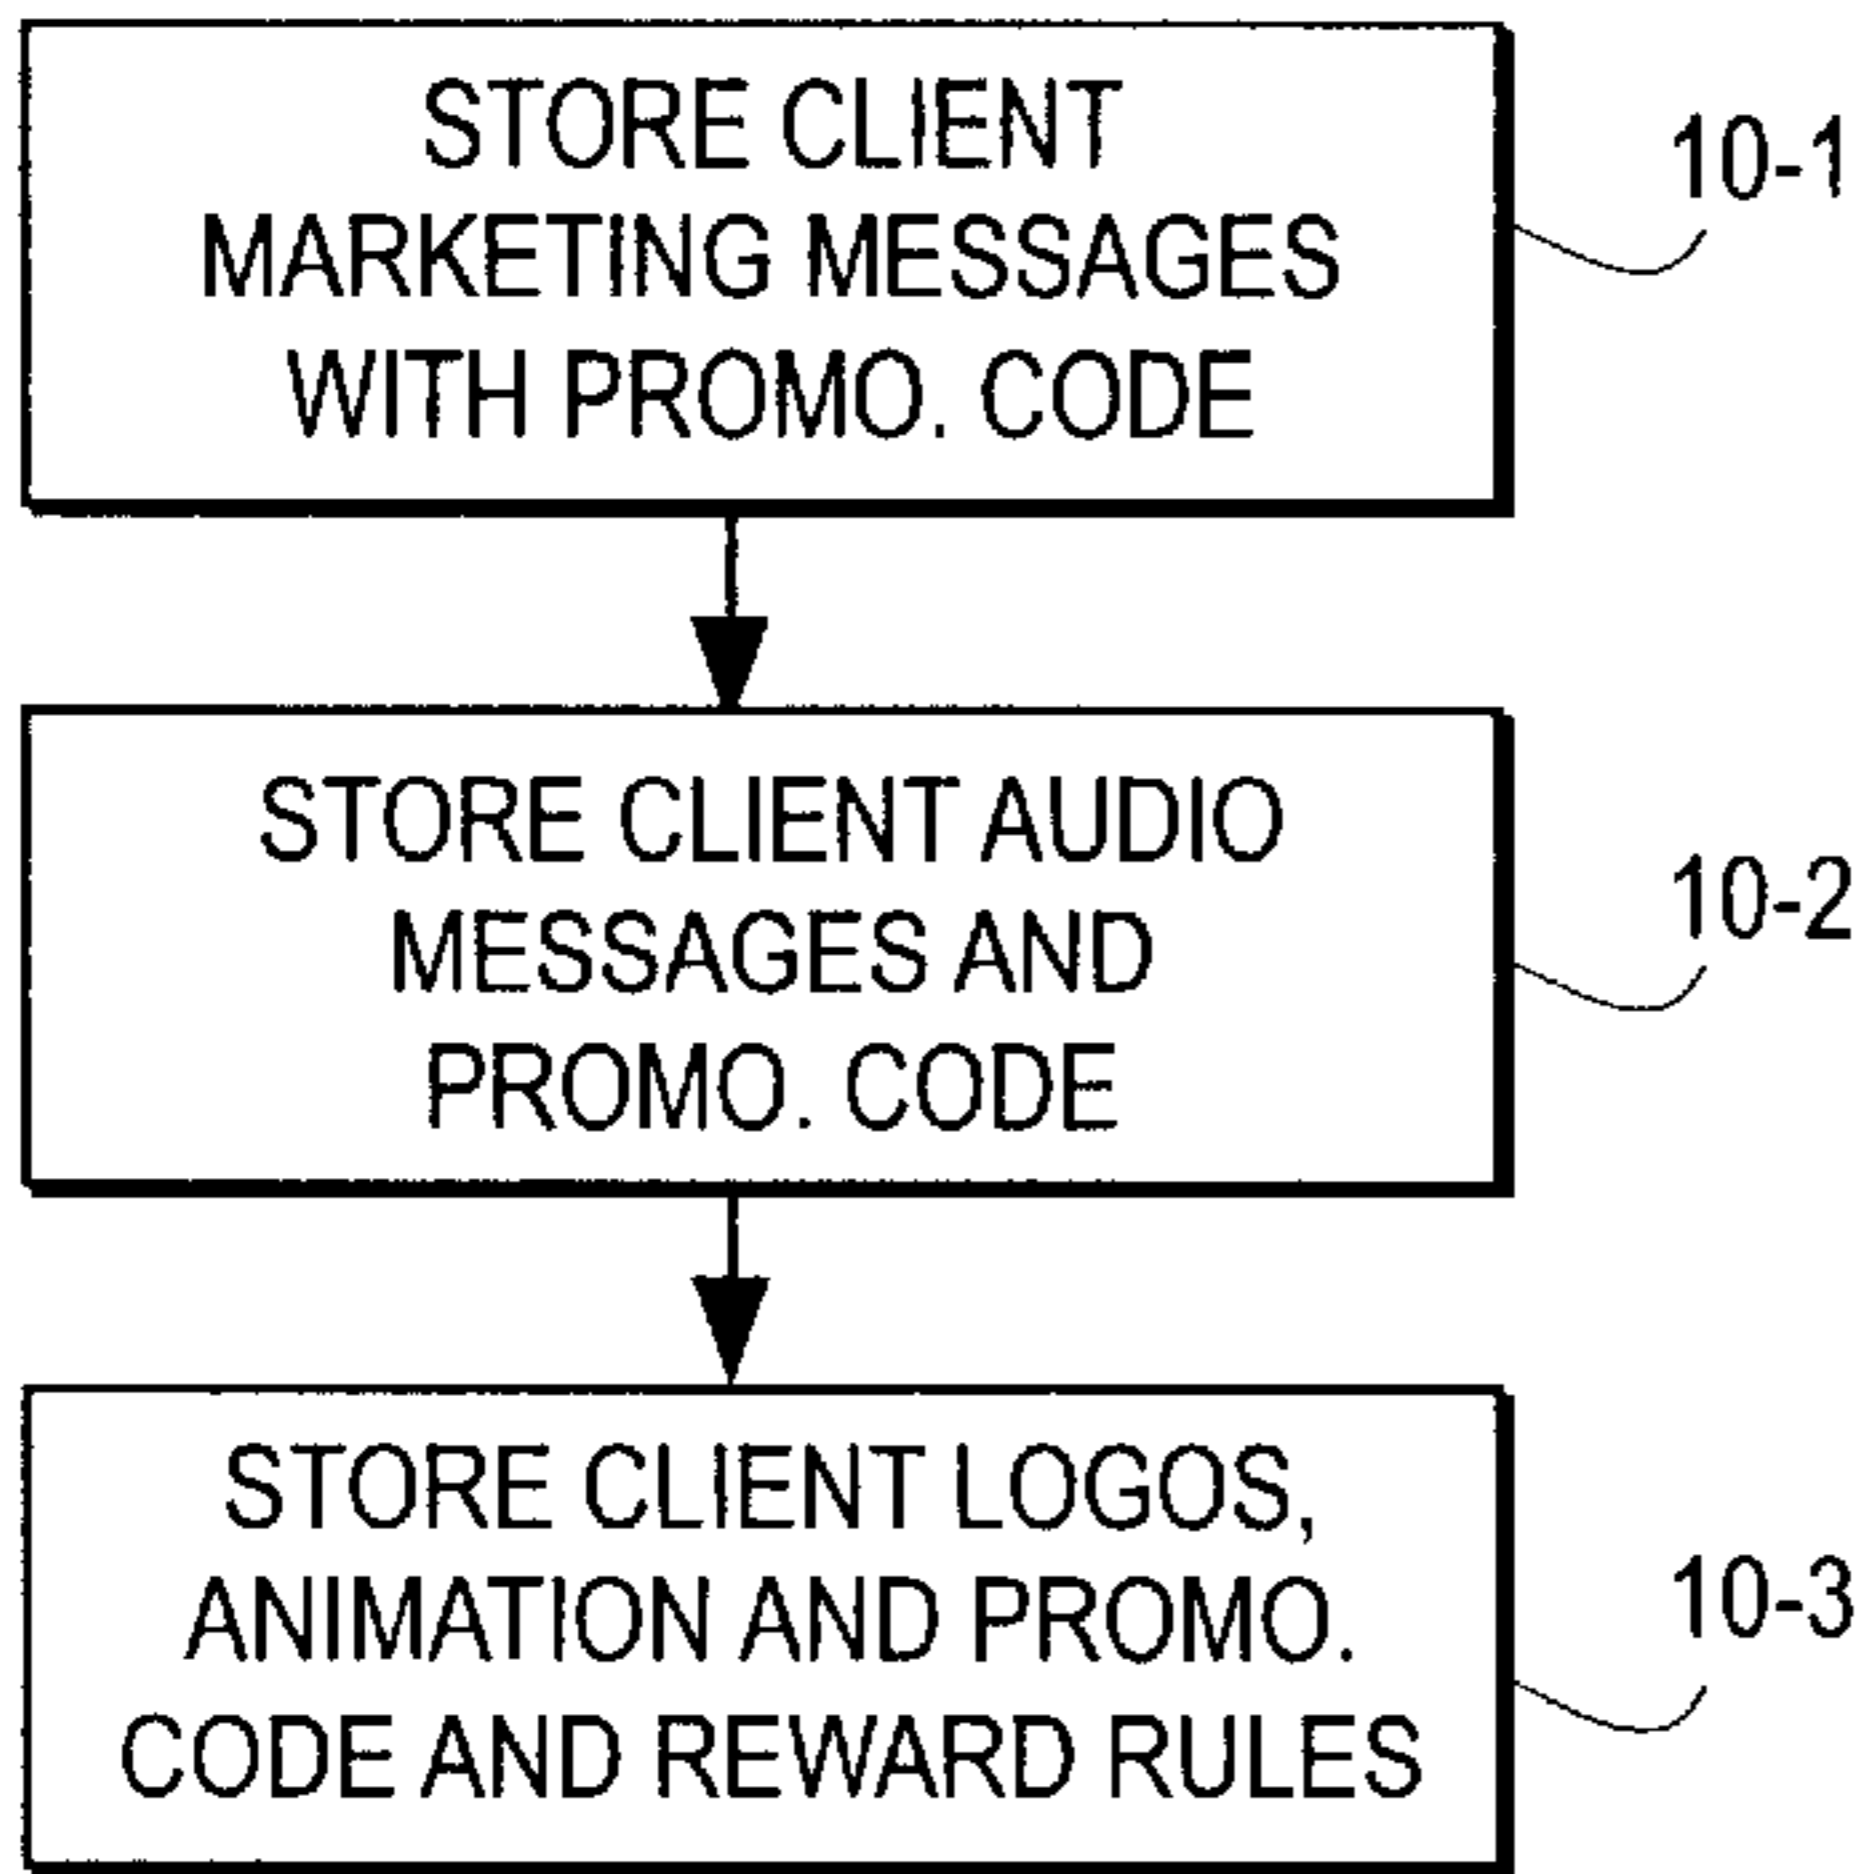 STORE CLIENT
MARKETING MESSAGES
WITH PROMO. CODE
10-1
STORE CLIENT AUDIO
MESSAGES AND
PROMO. CODE
10-2
STORE CLIENT LOGOS,
ANIMATION AND PROMO.
CODE AND REWARD RULES
10-3